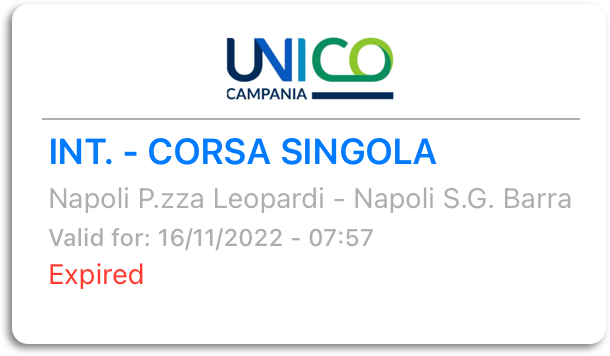 UNICO
CAMPANIA
INT. - CORSA SINGOLA
Napoli P.zza Leopardi - Napoli S.G. Barra
Valid for: 16/11/2022 - 07:57
Expired